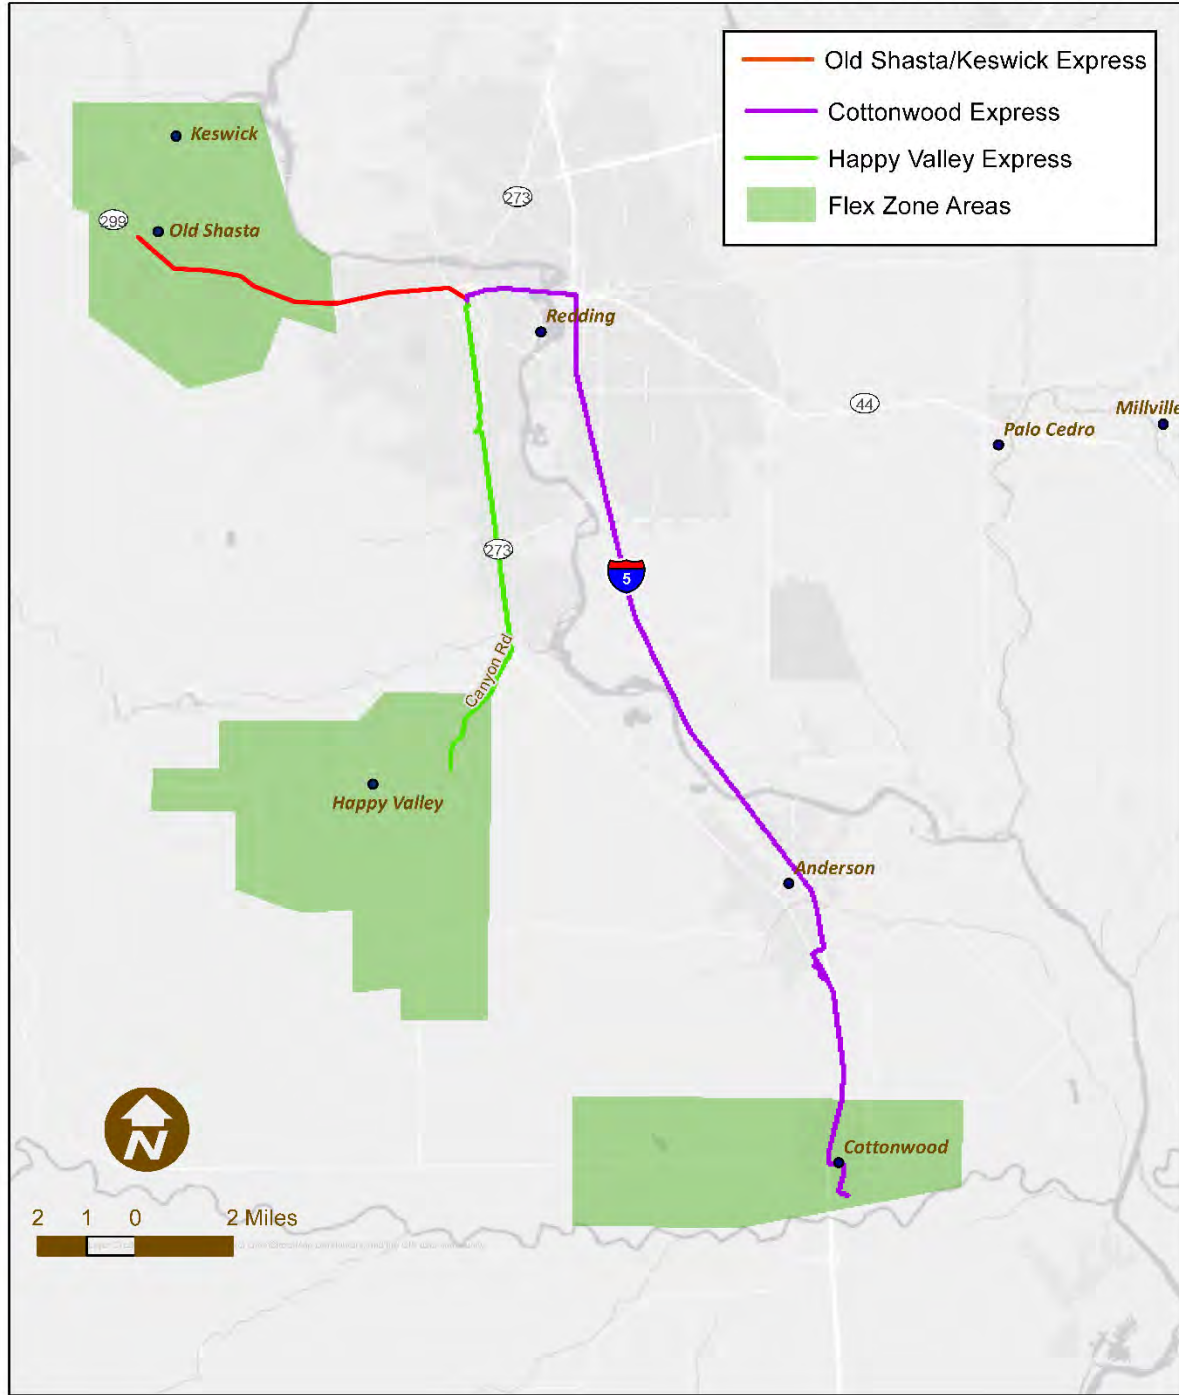 Old Shasta/Keswick Express
Cottonwood Express
Happy Valley Express
Flex Zone Areas
Keswick
273
299
Old Shasta
Redding
44
Millville
Palo Cedro
273
5
Canyon Rd
Happy Valley
Anderson
N
Cottonwood
2 1 0 2 Miles